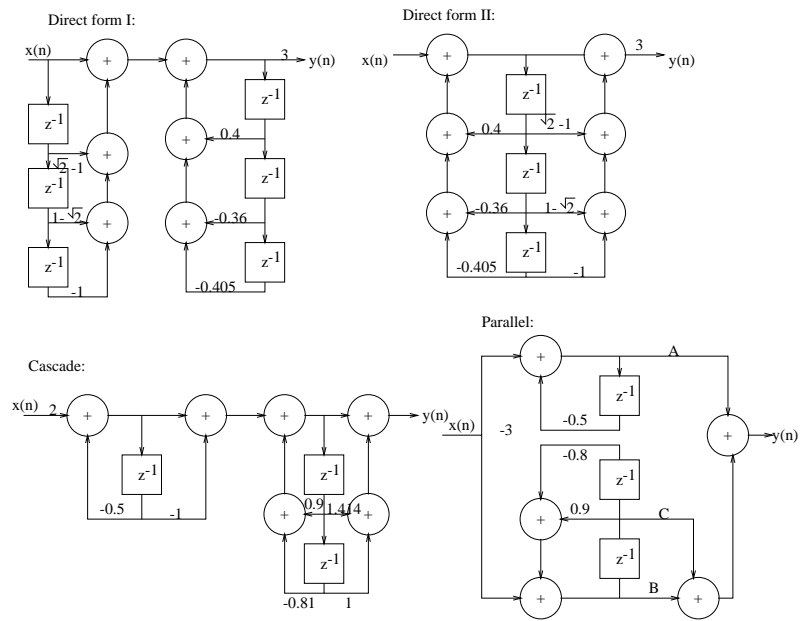 Direct form I:
x(n)
+
+
3
y(n)
z-1
z-1
0.4
+
+
√2 -1
z-1
z-1
1- √2
+
-0.36
+
z-1
z-1
-1
-0.405
Direct form II:
x(n)
+
+
3
y(n)
z-1
√2 -1
+
0.4
+
z-1
+
-0.36
1- √2
+
z-1
-0.405
-1
Cascade:
x(n)
2
+
+
+
+
y(n)
z-1
z-1
-0.5
-1
+
0.9
1.414
+
z-1
-0.81
1
Parallel:
+
A
z-1
-0.5
x(n)
-3
+
y(n)
-0.8
z-1
+
0.9
C
z-1
+
B
+